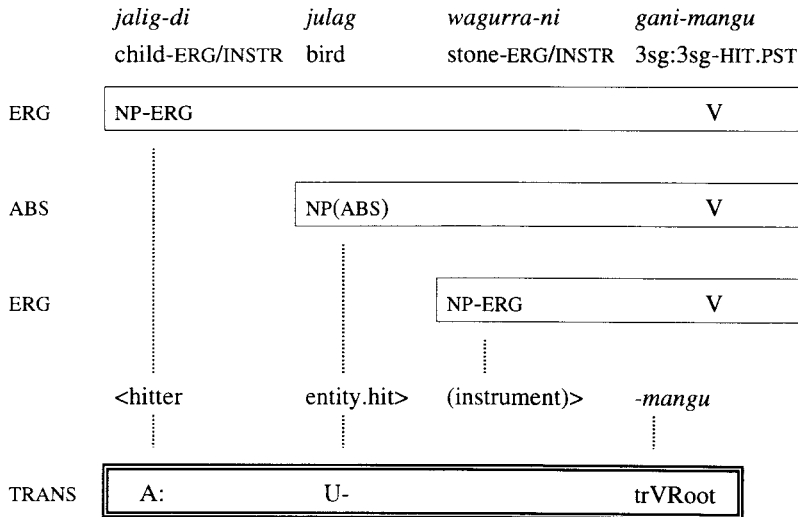 jalig-di julag wagurra-ni gani-mangu
child-ERG/INSTR bird stone-ERG/INSTR 3sg:3sg-HIT.PST
ERG NP-ERG V
ABS NP(ABS) V
ERG NP-ERG V
<hitter entity.hit> (instrument)> -mangu
TRANS A: U- trVRoot